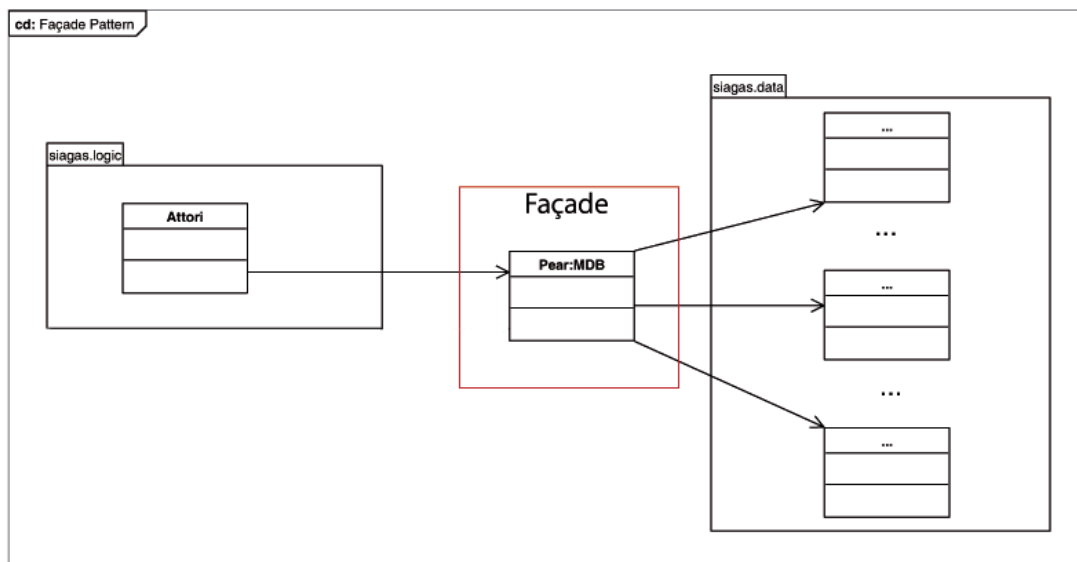 cd: Façade Pattern
siagas.data
...
siagas.logic
Façade
Attori
...
Pear:MDB
...
...
...